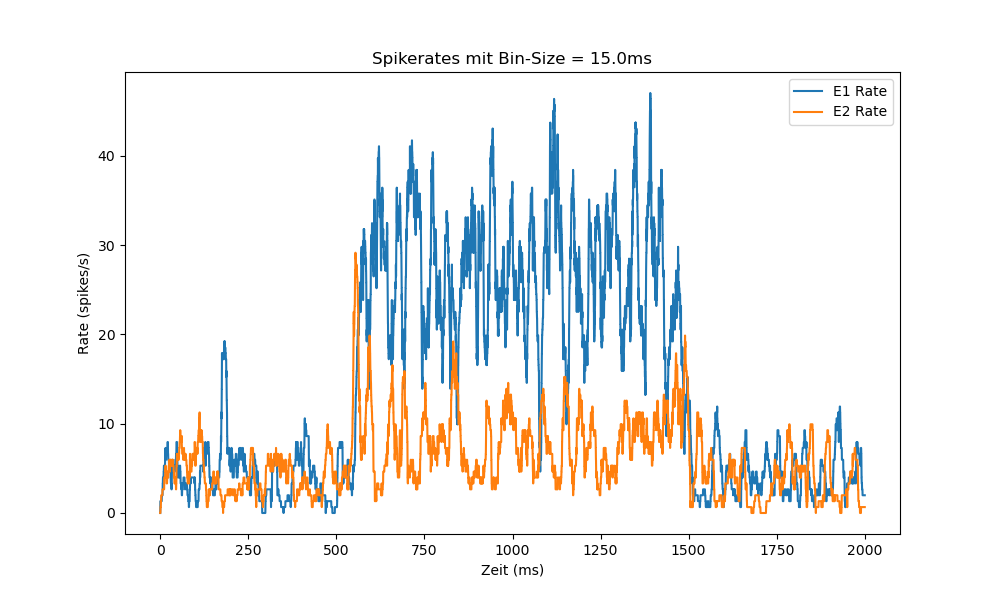 Spikerates mit Bin-Size = 15.0ms
E1 Rate
E2 Rate
Rate (spikes/s)
40
30
20
10
0
0 250 500 750 1000 1250 1500 1750 2000
Zeit (ms)